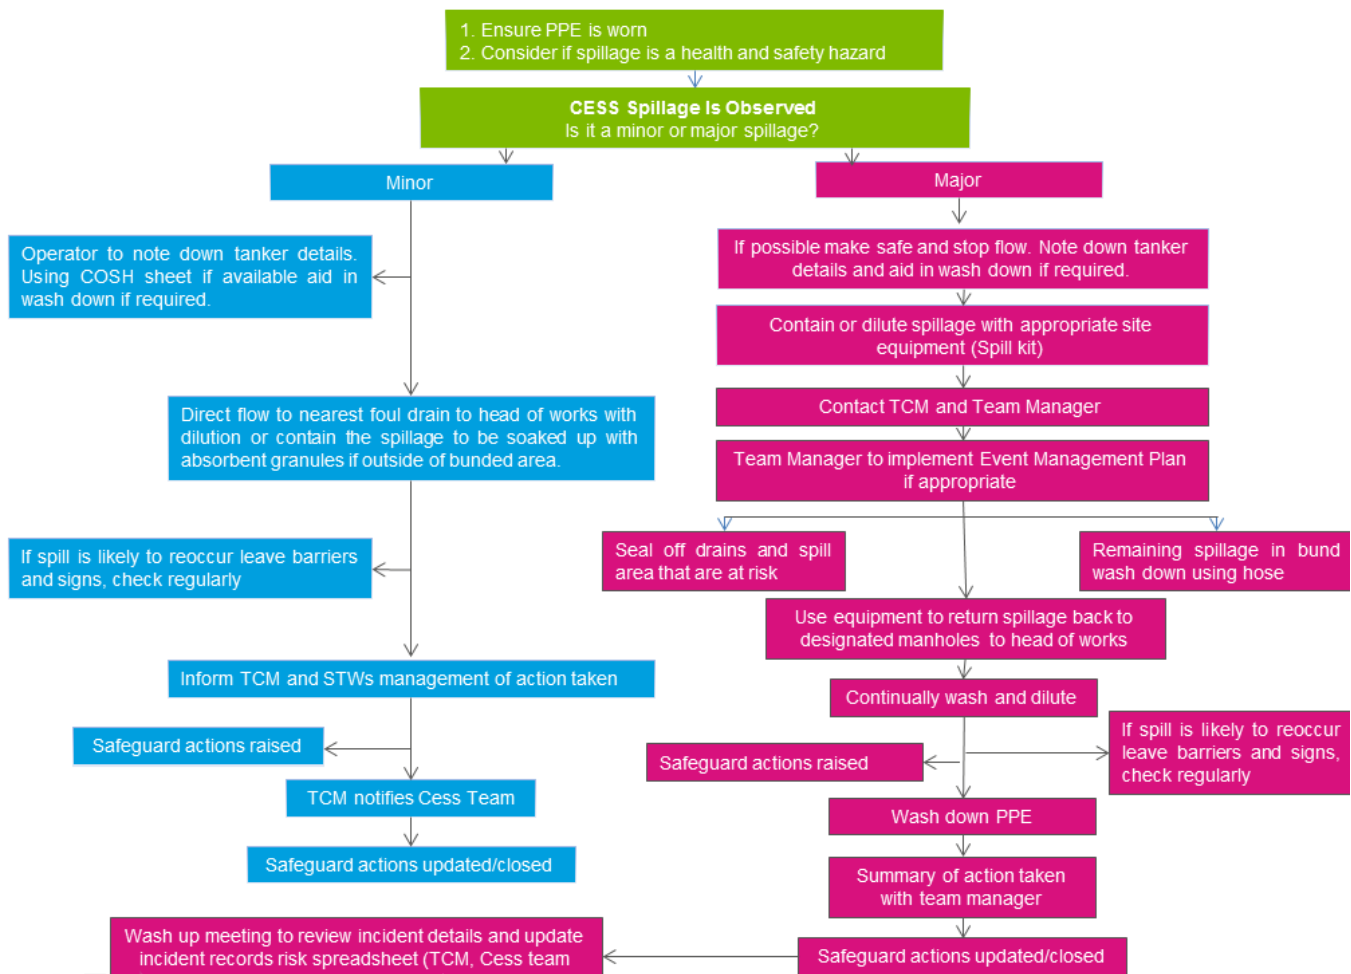 1. Ensure PPE is worn
2. Consider if spillage is a health and safety hazard
CESS Spillage Is Observed
Is it a minor or major spillage?
Minor
Operator to note down tanker details.
Using COSH sheet if available aid in
wash down if required.
Direct flow to nearest foul drain to head of works with
dilution or contain the spillage to be soaked up with
absorbent granules if outside of bunded area.
If spill is likely to reoccur leave barriers
and signs, check regularly
Inform TCM and STWs management of action taken
Safeguard actions raised
TCM notifies Cess Team
Safeguard actions updated/closed
Major
If possible make safe and stop flow. Note down tanker
details and aid in wash down if required.
Contain or dilute spillage with appropriate site
equipment (Spill kit)
Contact TCM and Team Manager
Team Manager to implement Event Management Plan
if appropriate
Seal off drains and spill
area that are at risk
Remaining spillage in bund
wash down using hose
Use equipment to return spillage back to
designated manholes to head of works
Continually wash and dilute
Safeguard actions raised
If spill is likely to reoccur
leave barriers and signs,
check regularly
Wash down PPE
Summary of action taken
with team manager
Safeguard actions updated/closed
Wash up meeting to review incident details and update
incident records risk spreadsheet (TCM, Cess team